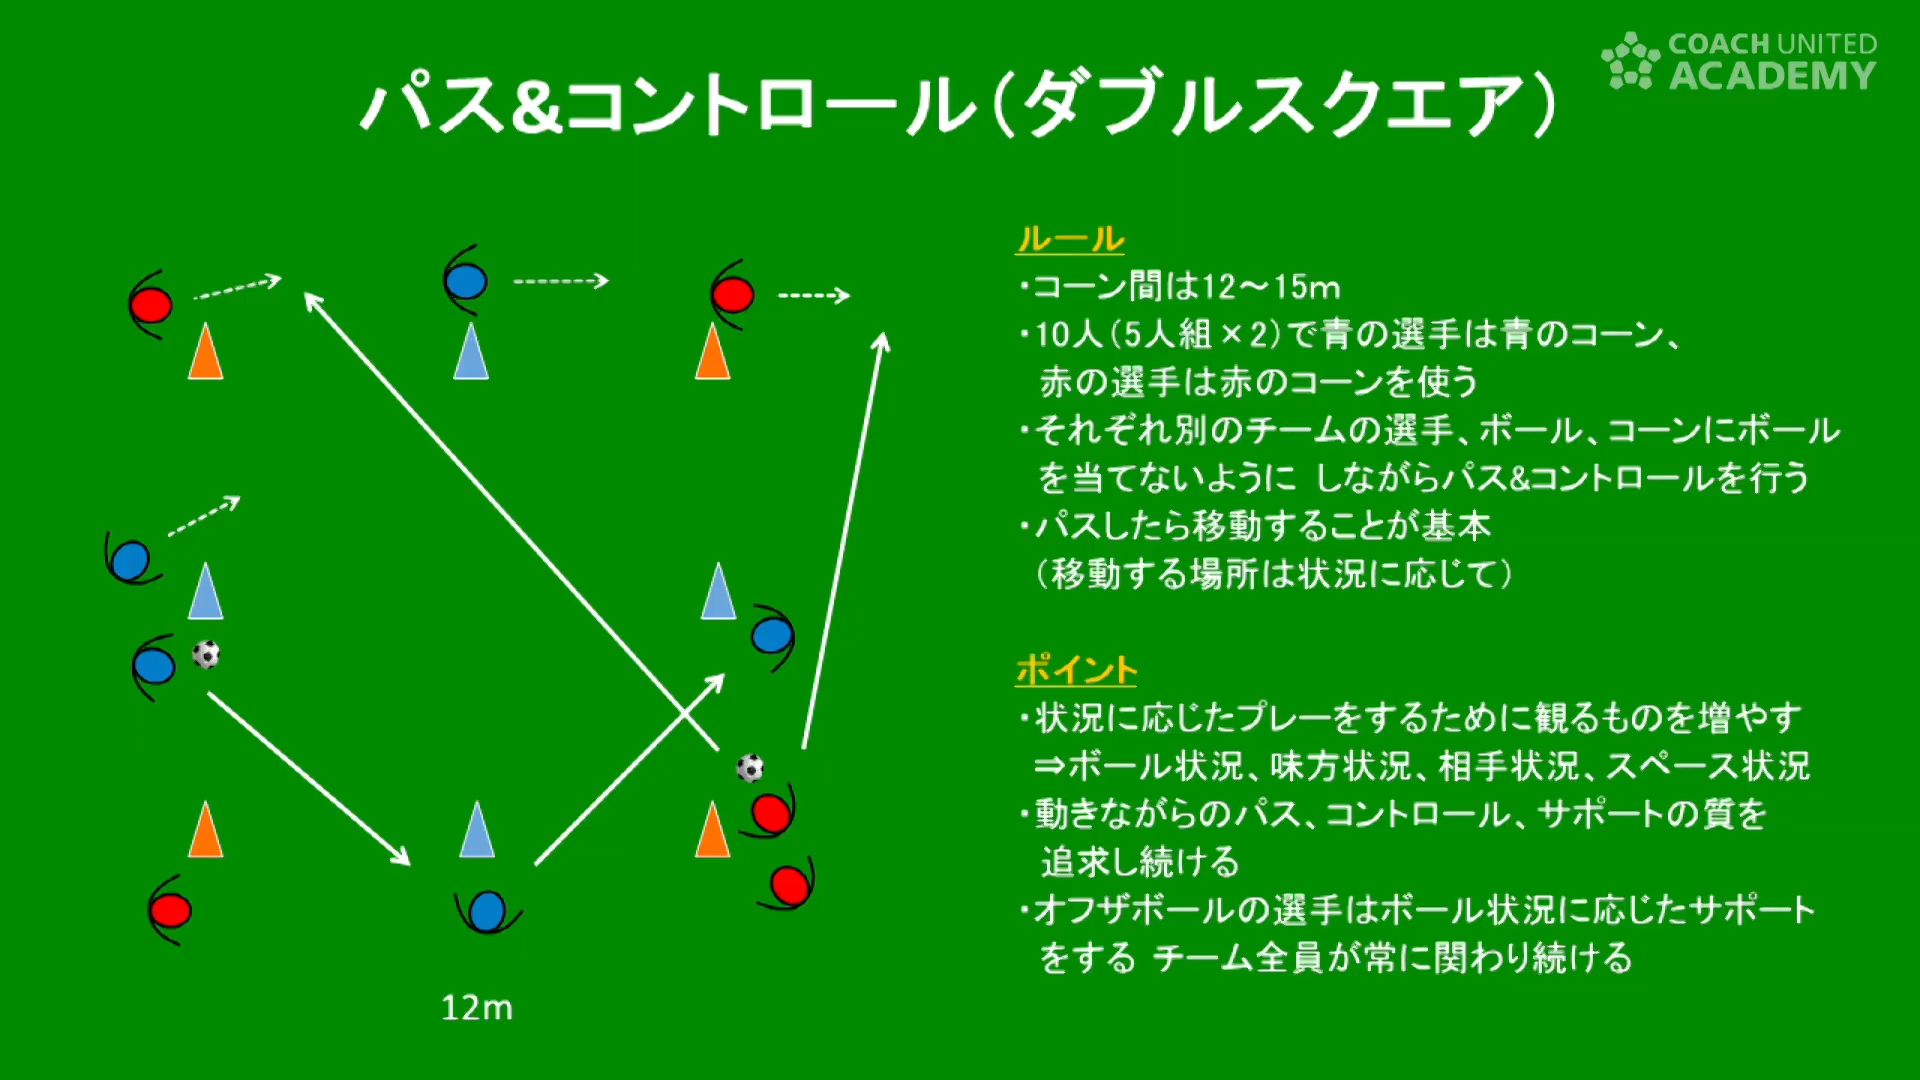 COACH UNITED
ACADEMY
パス&コントロール（ダブルスクエア）
ルール
・コーン間は12～15m
・10人（5人組×2）で青の選手は青のコーン、
赤の選手は赤のコーンを使う
・それぞれ別のチームの選手、ボール、コーンにボール
を当てないように しながらパス&コントロールを行う
・パスしたら移動することが基本
（移動する場所は状況に応じて）
ポイント
・状況に応じたプレーをするために観るものを増やす
⇒ボール状況、味方状況、相手状況、スペース状況
・動きながらのパス、コントロール、サポートの質を
追求し続ける
・オフザボールの選手はボール状況に応じたサポート
をする チーム全員が常に関わり続ける
12m